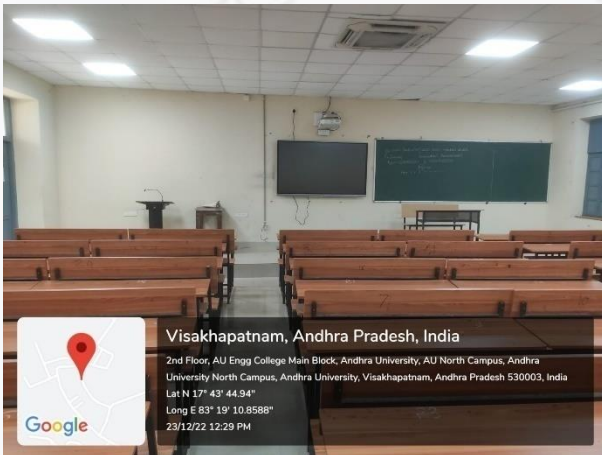 Visakhapatnam, Andhra Pradesh, India
2nd Floor, AU Engg College Main Block, Andhra University, AU North Campus, Andhra
University North Campus, Andhra University, Visakhapatnam, Andhra Pradesh 530003, India
Lat N 17° 43' 44.94"
Long E 83° 19' 10.8588"
23/12/22 12:29 PM
Google